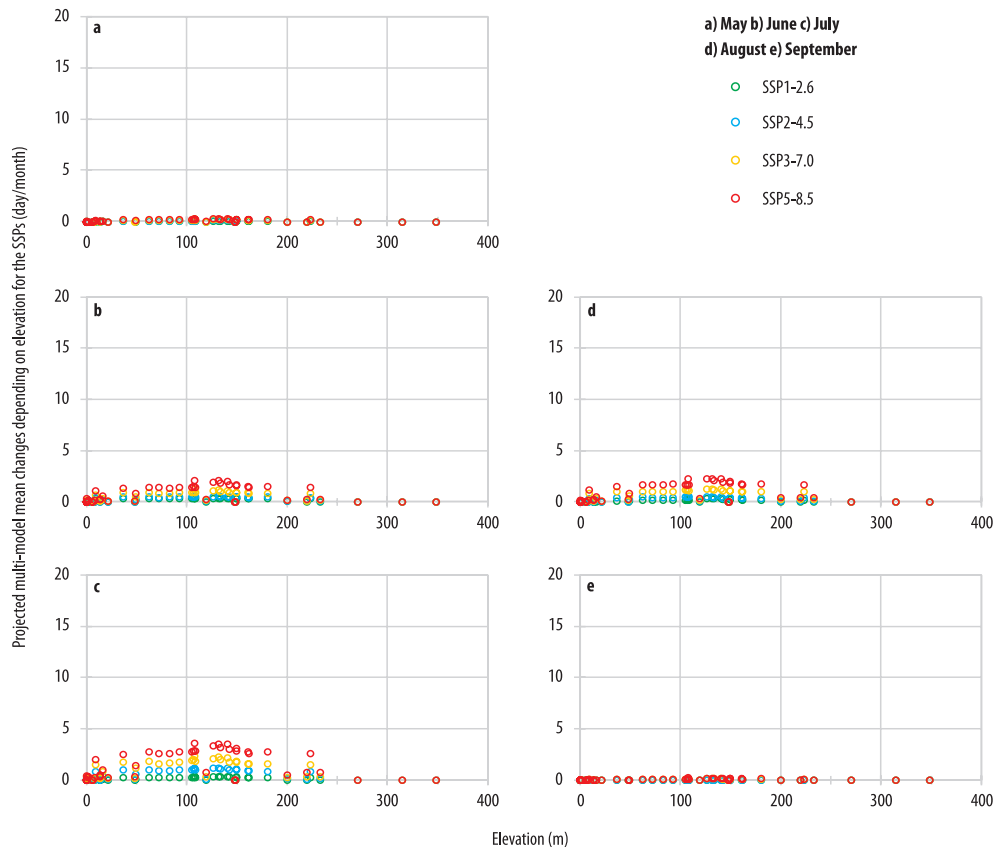 Projected multi-model mean changes depending on elevation for the SSPs (day/month)
a) May b) June c) July
d) August e) September
SSP1-2.6
SSP2-4.5
SSP3-7.0
SSP5-8.5
a
20
15
10
5
0
0 100 200 300 400
b
20
15
10
5
0
0 100 200 300 400
d
20
15
10
5
0
0 100 200 300 400
c
20
15
10
5
0
0 100 200 300 400
e
20
15
10
5
0
0 100 200 300 400
Elevation (m)